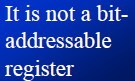 It is not a bit-
addressable
register